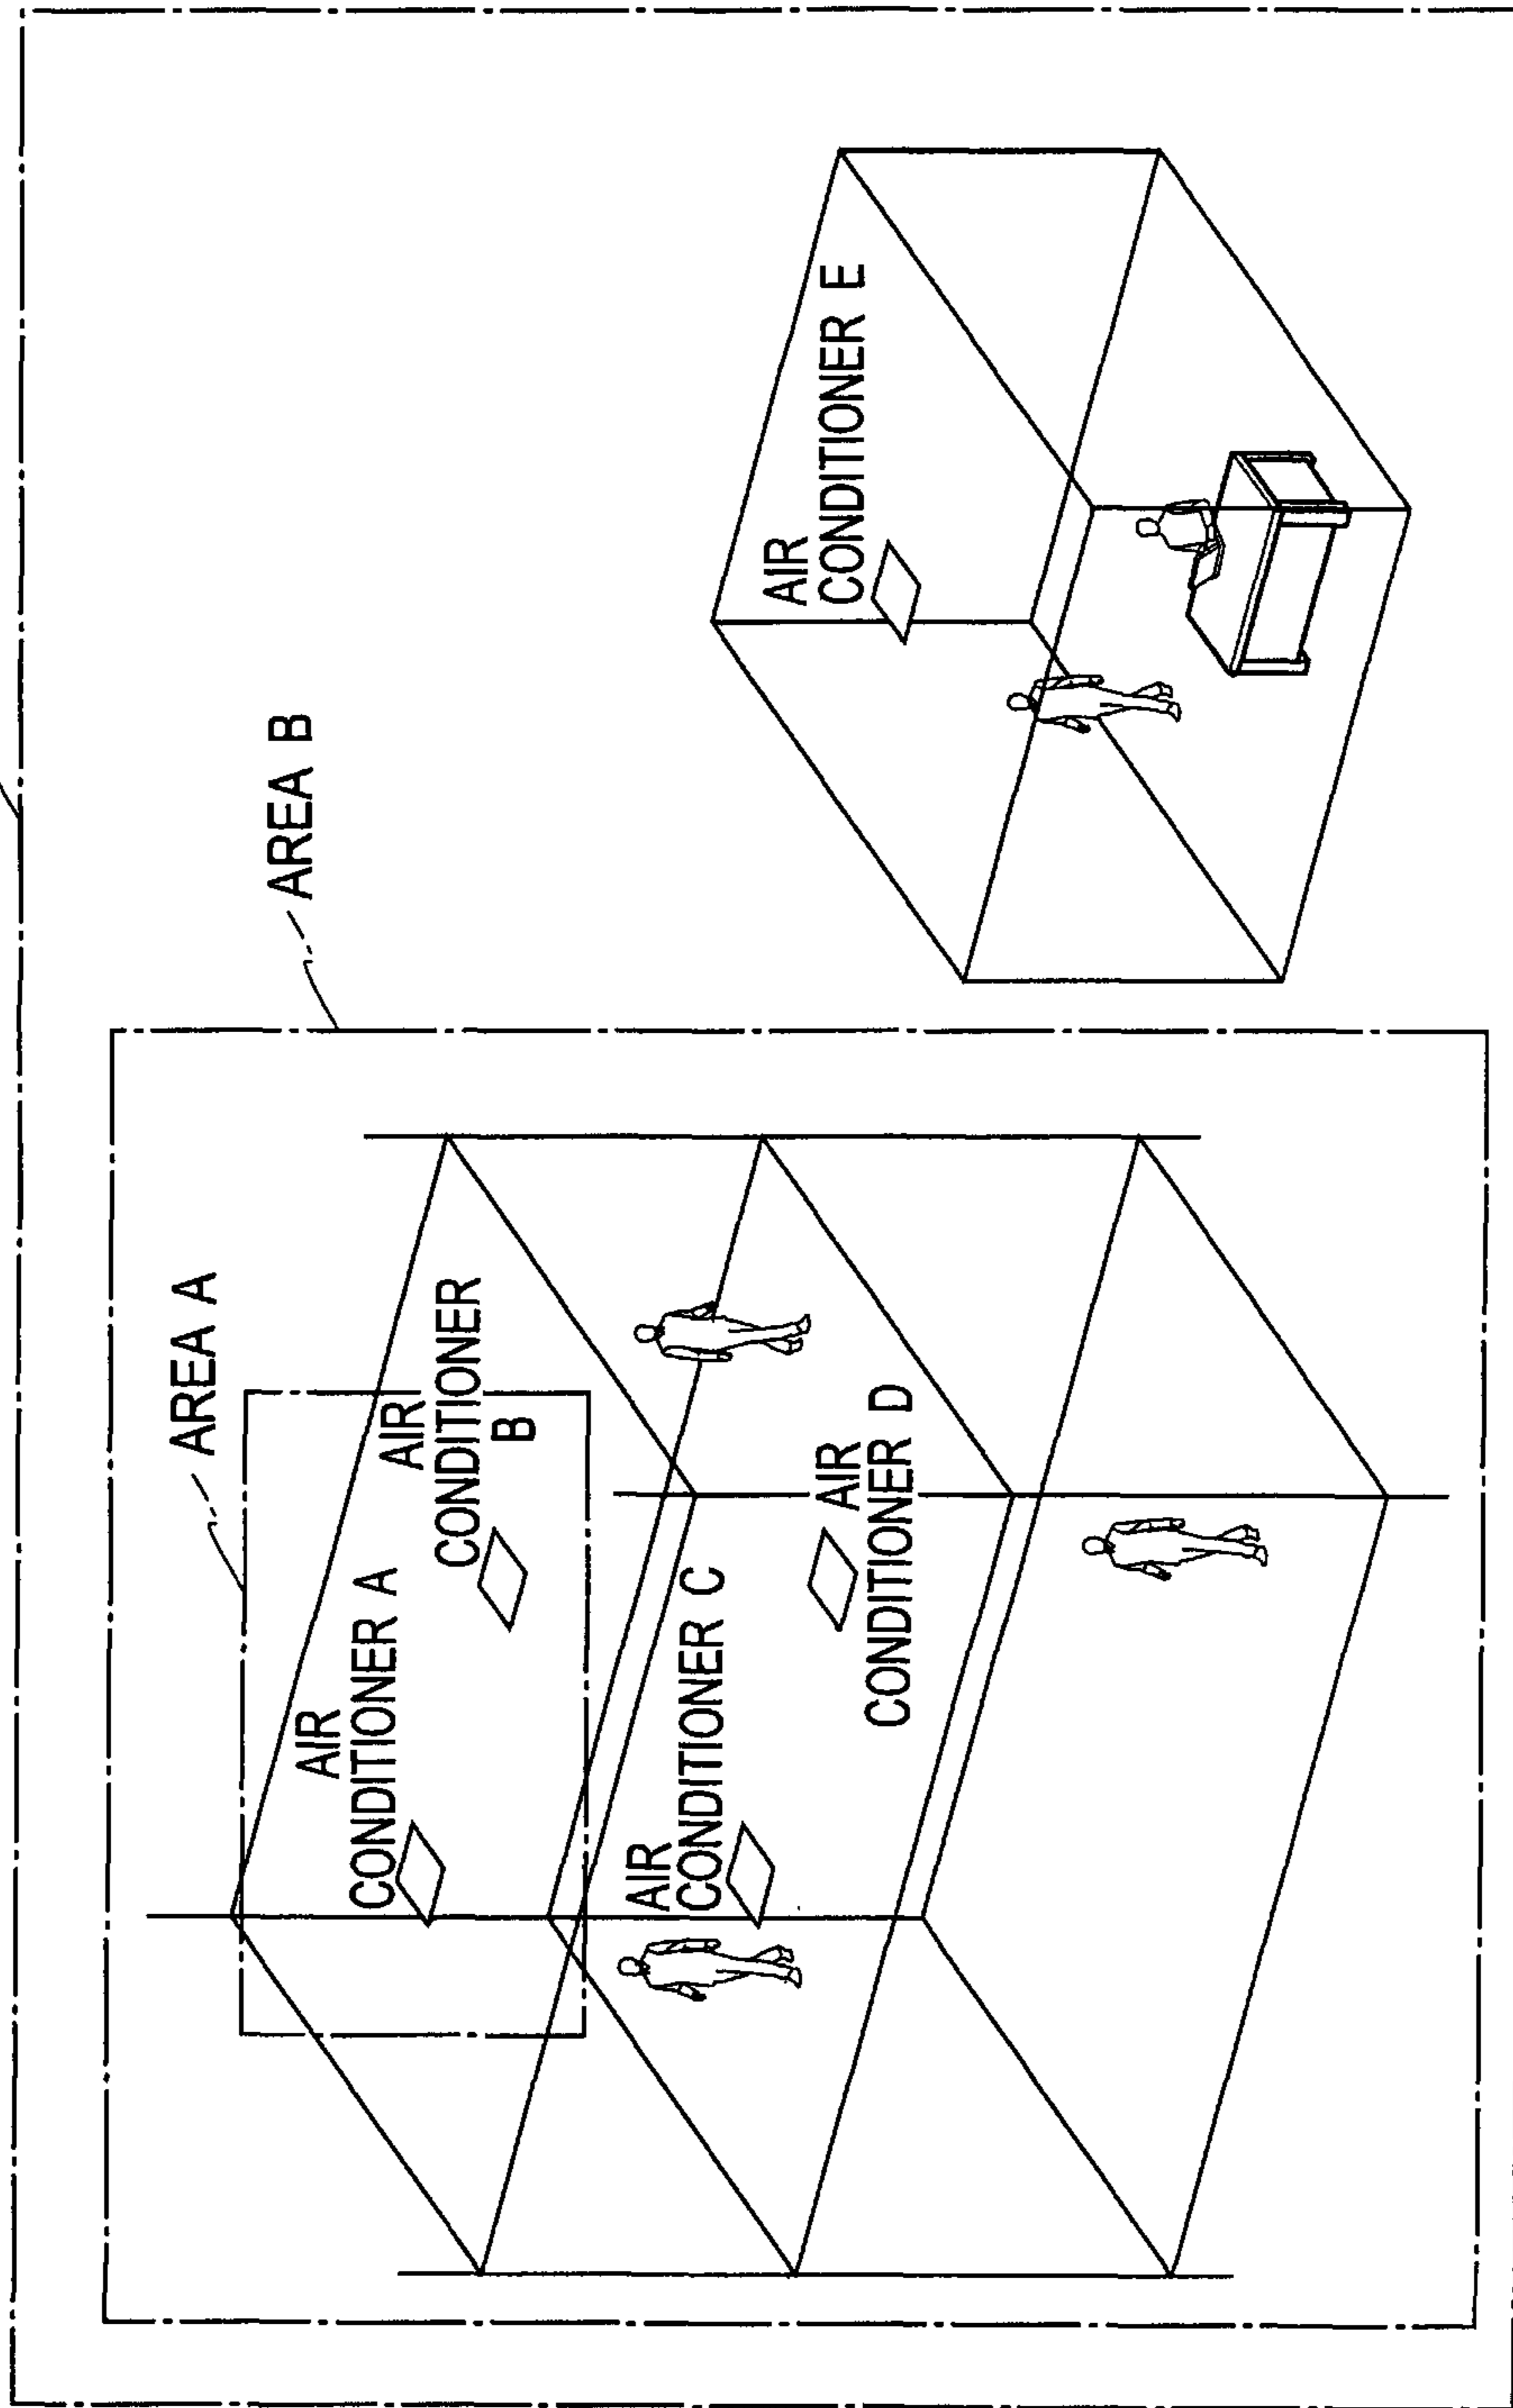 AREA A
AREA B
AIR
CONDITIONER A
AIR
CONDITIONER
B
AIR
CONDITIONER C
AIR
CONDITIONER D
AIR
CONDITIONER E